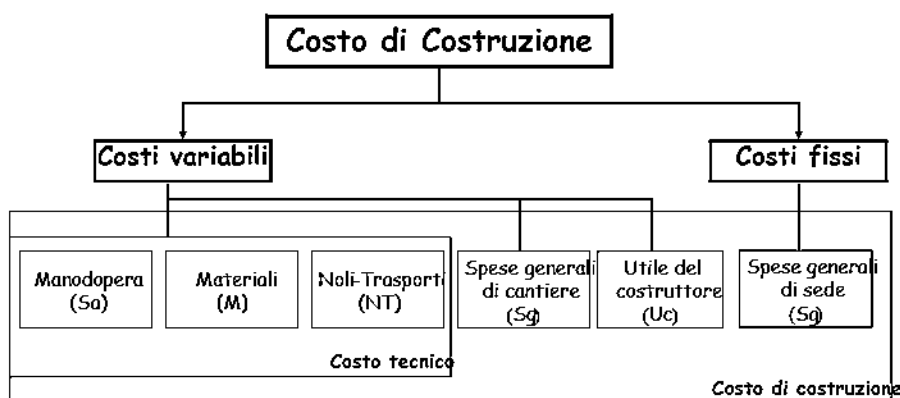 Costo di Costruzione
Costi variabili
Costi fissi
Manodopera
(Sa)
Materiali
(M)
Noli-Trasporti
(NT)
Spese generali
di cantiere
(Sg)
Utile del
costruttore
(Uc)
Spese generali
di sede
(Sg)
Costo tecnico
Costo di costruzione